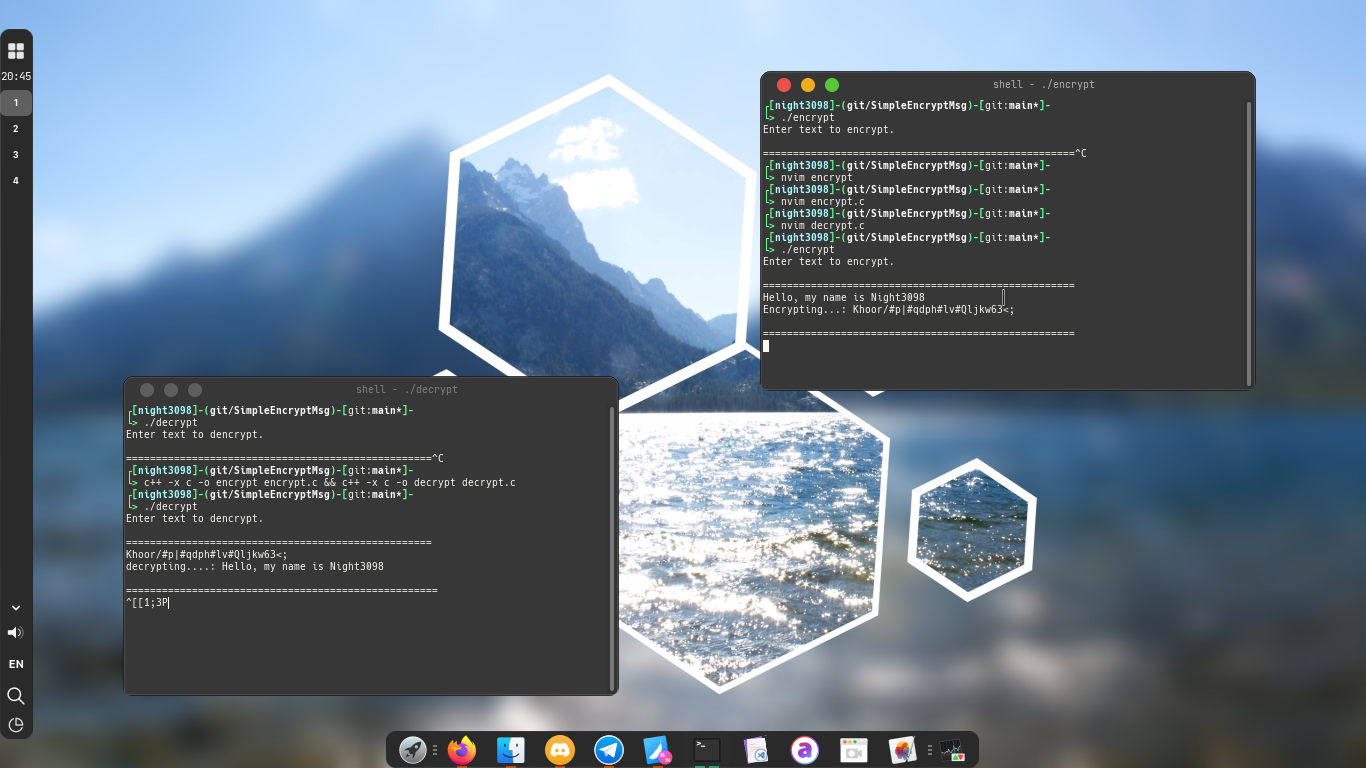 20:45
1
2
3
4
EN
shell - ./encrypt
[night3098]-(git/SimpleEncryptMsg)-[git:main*]-
> ./encrypt
Enter text to encrypt.
====================================================^C
[night3098]-(git/SimpleEncryptMsg)-[git:main*]-
> nvim encrypt
[night3098]-(git/SimpleEncryptMsg)-[git:main*]-
> nvim encrypt.c
[night3098]-(git/SimpleEncryptMsg)-[git:main*]-
> nvim decrypt.c
[night3098]-(git/SimpleEncryptMsg)-[git:main*]-
> ./encrypt
Enter text to encrypt.
====================================================
Hello, my name is Night3098
Encrypting...: Khoor/#p|#qdph#lv#Qljkw63<;
====================================================
shell - ./decrypt
[night3098]-(git/SimpleEncryptMsg)-[git:main*]-
> ./decrypt
Enter text to dencrypt.
===================================================^C
[night3098]-(git/SimpleEncryptMsg)-[git:main*]-
> c++ -x c -o encrypt encrypt.c && c++ -x c -o decrypt decrypt.c
[night3098]-(git/SimpleEncryptMsg)-[git:main*]-
> ./decrypt
Enter text to dencrypt.
===================================================
Khoor/#p|#qdph#lv#Qljkw63<;
decrypting....: Hello, my name is Night3098
====================================================
^[[1;3P